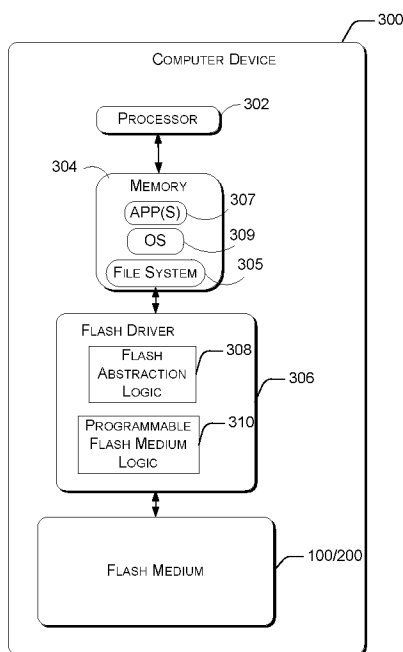 300
COMPUTER DEVICE
PROCESSOR
302
304
MEMORY
APP(S)
307
OS
309
FILE SYSTEM
305
FLASH DRIVER
FLASH
ABSTRACTION
LOGIC
308
306
PROGRAMMABLE
FLASH MEDIUM
LOGIC
310
FLASH MEDIUM
100/200